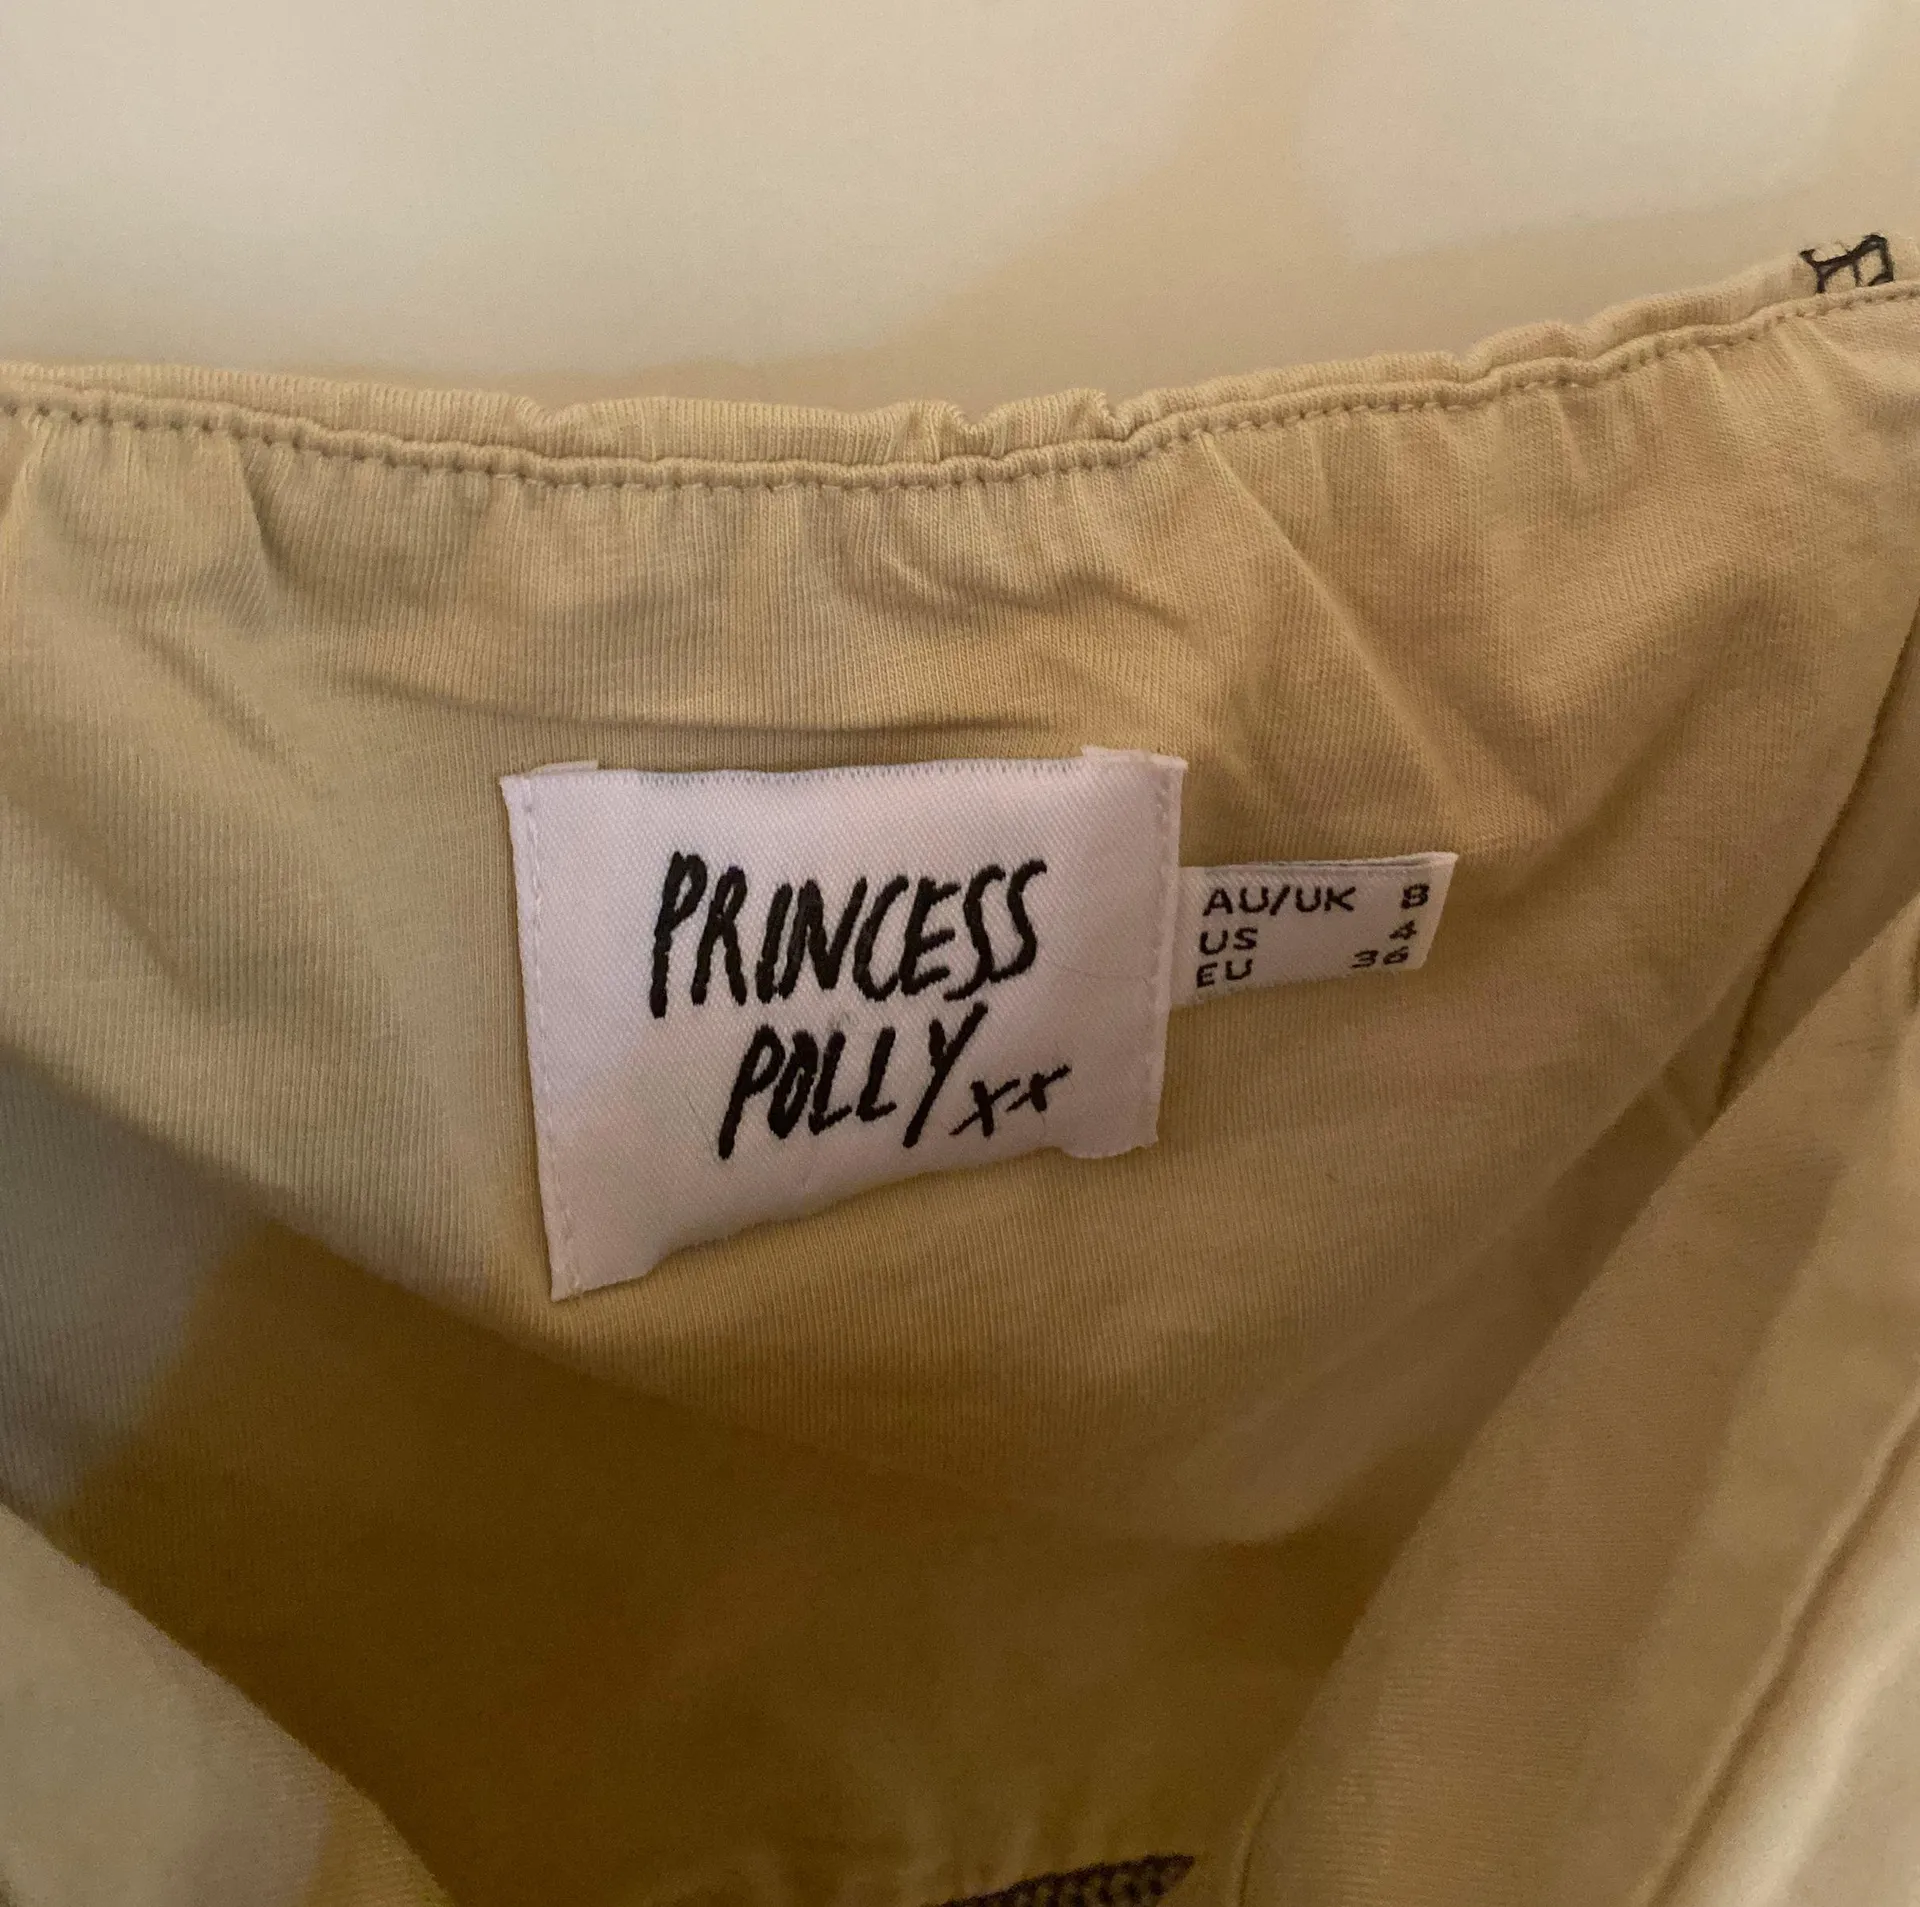 PRINCESS
POLLY xx
AU/UK 8
US 4
EU 36